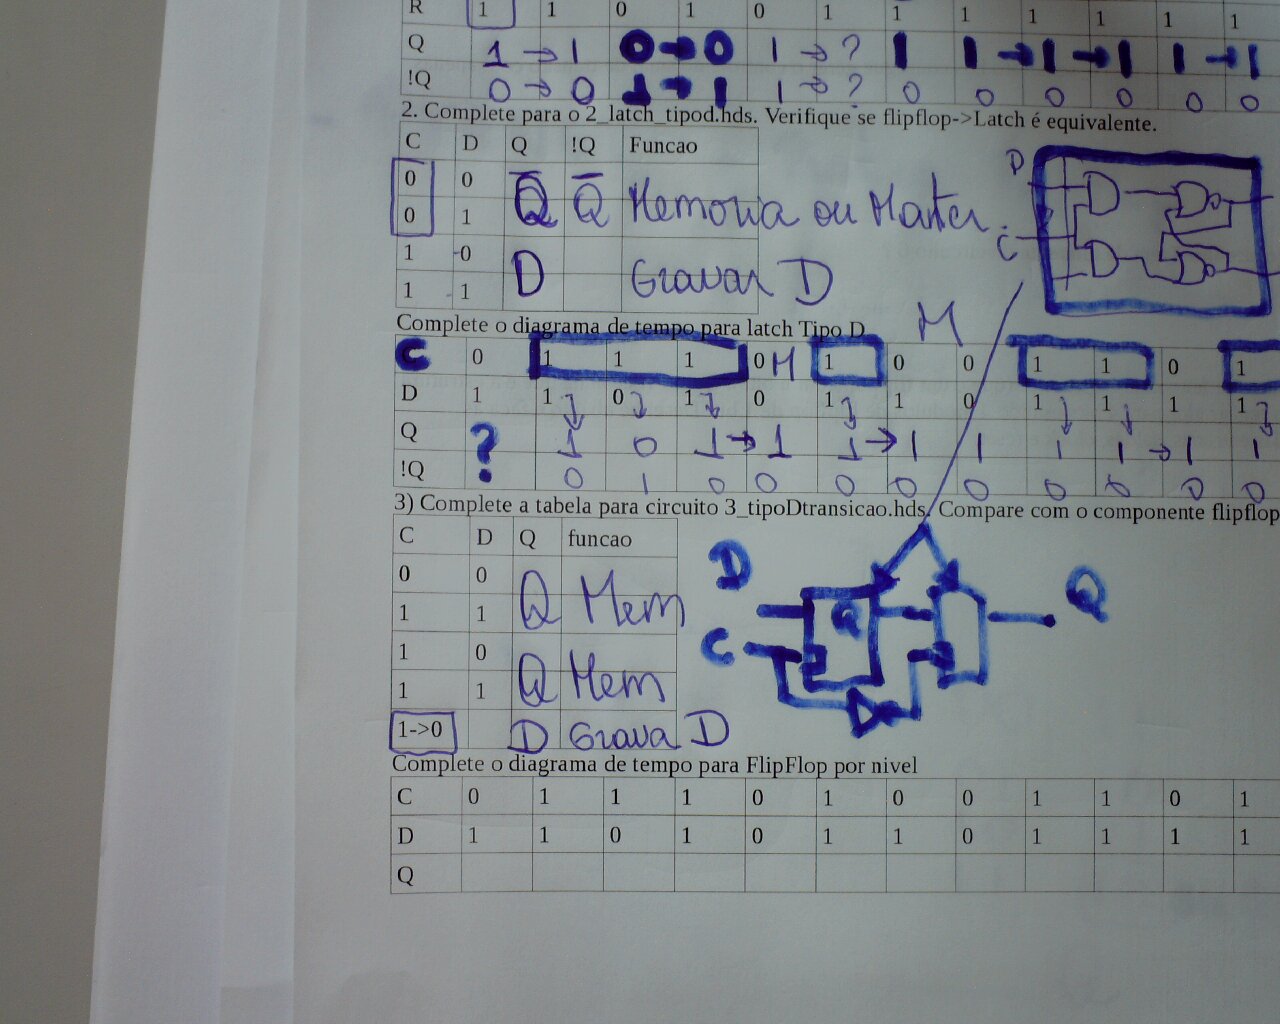 R 1 1 0 1 0 1 1 1 1 1 1 1
Q 1 → 1 0 → 0 1 → ? 1 1 → 1 → 1 1 → 1
!Q 0 → 0 1 → 1 1 → ? 0 0 0 0 0 0
2. Complete para o 2_latch_tipod.hds. Verifique se flipflop->Latch é equivalente.
C D Q !Q Funcao
0 0
Q Q Memoria ou Manter.
0 1
1 0
D Gravar D
1 1
D
C
Complete o diagrama de tempo para latch Tipo D
M
C 0 1 1 1 0 M 1 0 0 1 1 0 1
D 1 1 0 1 0 1 1 0 1 1 1 1
Q ? 1 0 1 → 1 1 → 1 1 1 1 → 1 1
!Q 0 1 0 0 0 0 0 0 0 0 0
3) Complete a tabela para circuito 3_tipoDtransicao.hds. Compare com o componente flipflop
C D Q funcao
0 0
Q Mem
1 1
1 0
Q Mem
1 1
1->0 D Grava D
D
Q
C
Q
Complete o diagrama de tempo para FlipFlop por nivel
C 0 1 1 1 0 1 0 0 1 1 0 1
D 1 1 0 1 0 1 1 0 1 1 1 1
Q